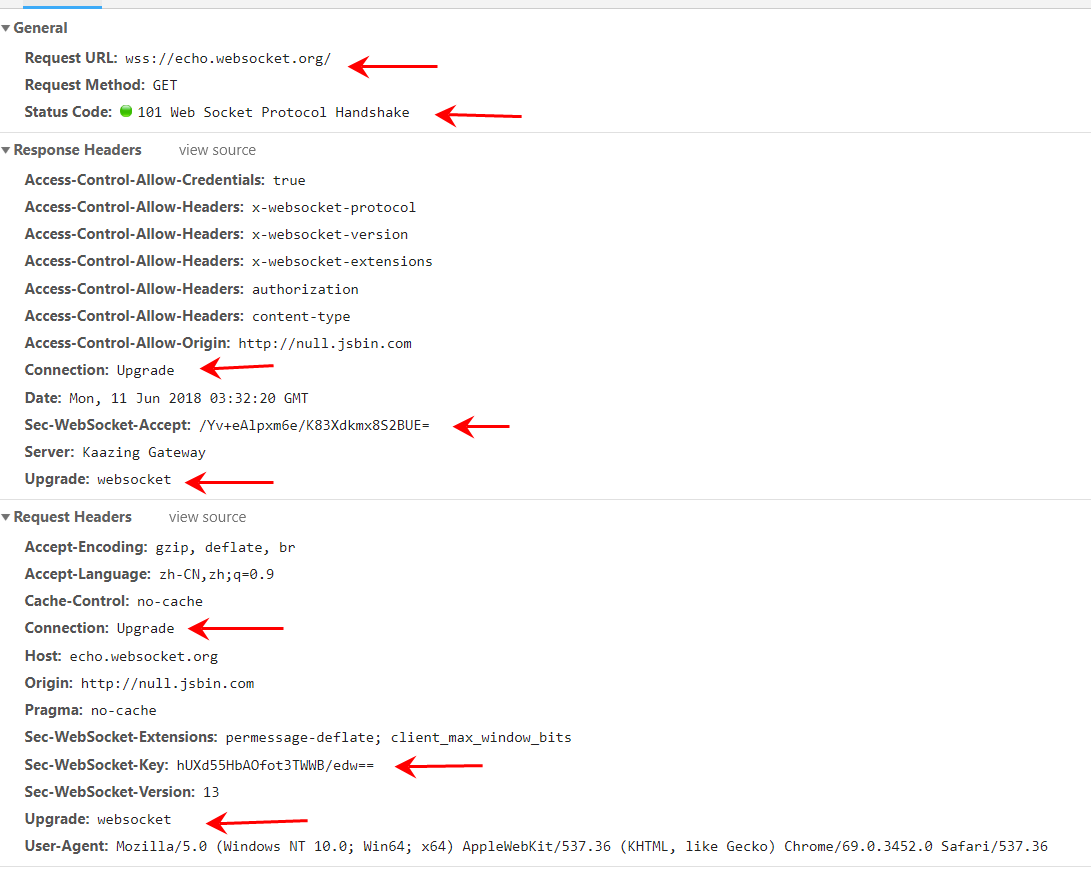 General
Request URL: wss://echo.websocket.org/
Request Method: GET
Status Code: 101 Web Socket Protocol Handshake
Response Headers view source
Access-Control-Allow-Credentials: true
Access-Control-Allow-Headers: x-websocket-protocol
Access-Control-Allow-Headers: x-websocket-version
Access-Control-Allow-Headers: x-websocket-extensions
Access-Control-Allow-Headers: authorization
Access-Control-Allow-Headers: content-type
Access-Control-Allow-Origin: http://null.jsbin.com
Connection: Upgrade
Date: Mon, 11 Jun 2018 03:32:20 GMT
Sec-WebSocket-Accept: /Yv+eAlpxm6e/K83Xdkmx8S2BUE=
Server: Kaazing Gateway
Upgrade: websocket
Request Headers view source
Accept-Encoding: gzip, deflate, br
Accept-Language: zh-CN,zh;q=0.9
Cache-Control: no-cache
Connection: Upgrade
Host: echo.websocket.org
Origin: http://null.jsbin.com
Pragma: no-cache
Sec-WebSocket-Extensions: permessage-deflate; client_max_window_bits
Sec-WebSocket-Key: hUXd55HbAOfot3TWWB/edw==
Sec-WebSocket-Version: 13
Upgrade: websocket
User-Agent: Mozilla/5.0 (Windows NT 10.0; Win64; x64) AppleWebKit/537.36 (KHTML, like Gecko) Chrome/69.0.3452.0 Safari/537.36